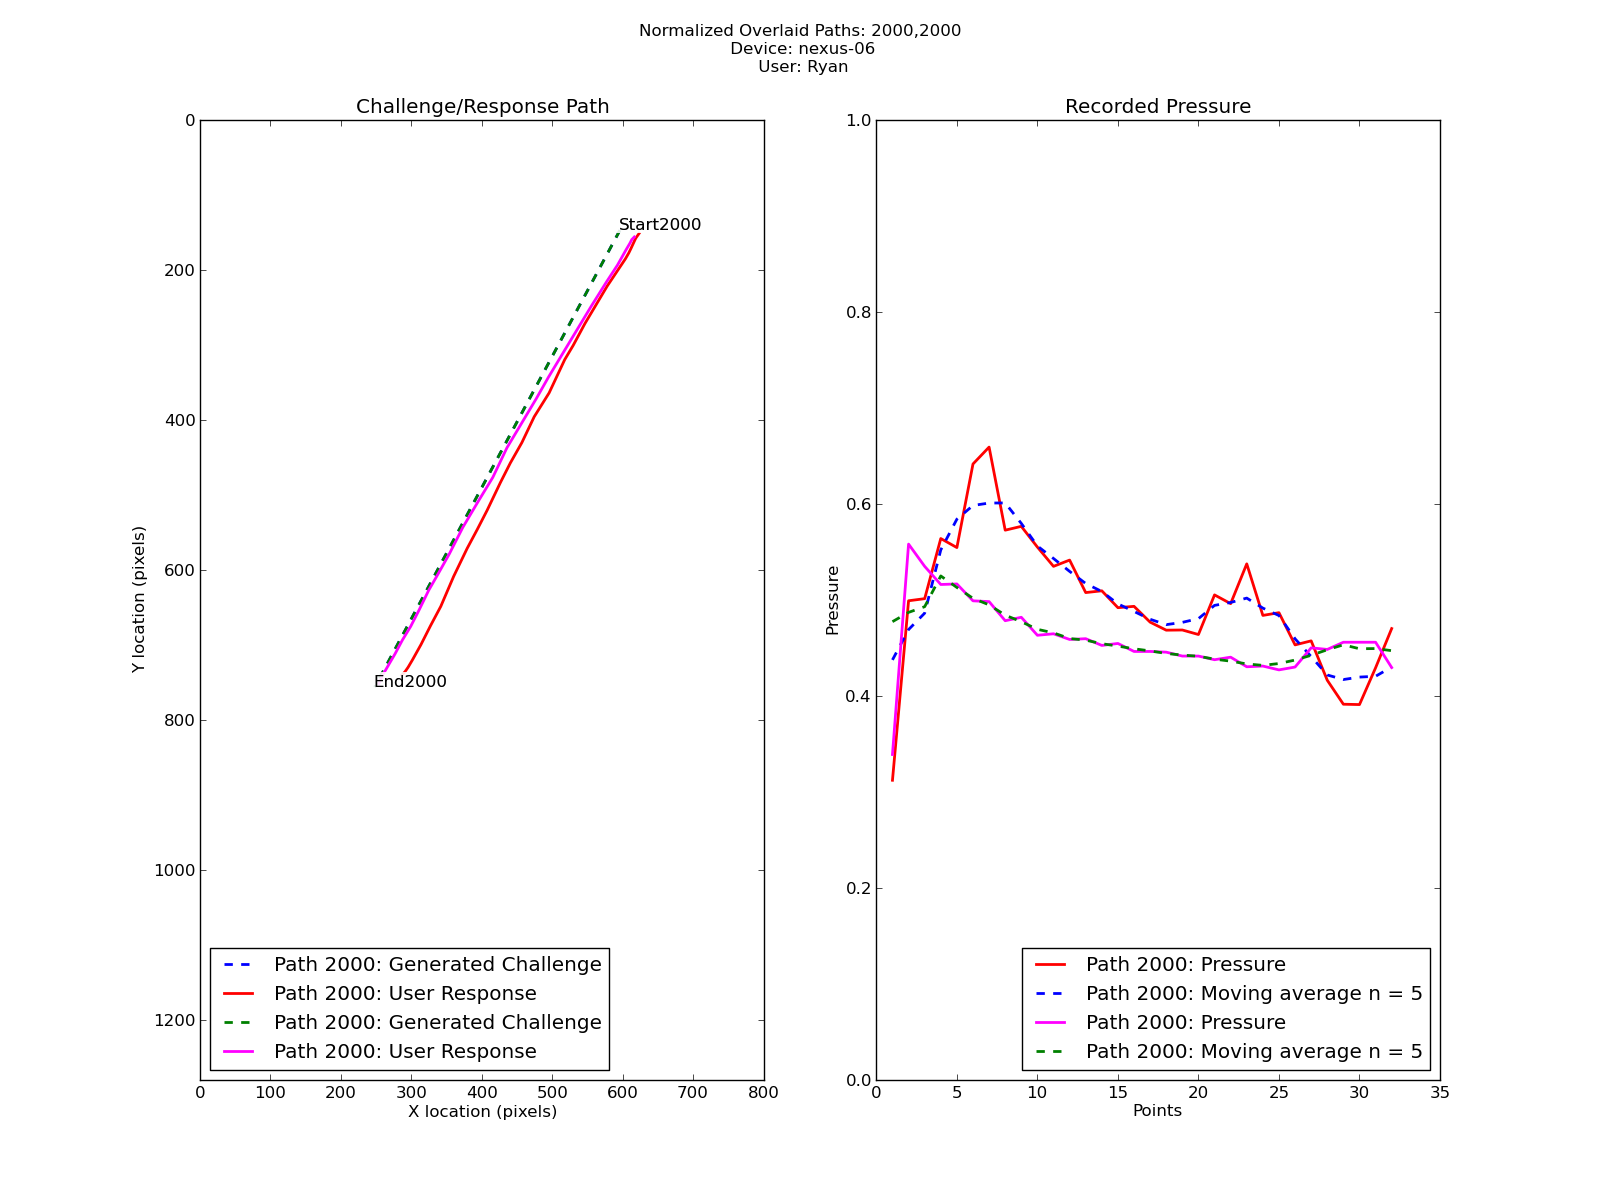 Normalized Overlaid Paths: 2000,2000
Device: nexus-06
User: Ryan
Challenge/Response Path
0
200
400
600
800
1000
1200
Y location (pixels)
Start2000
End2000
Path 2000: Generated Challenge
Path 2000: User Response
Path 2000: Generated Challenge
Path 2000: User Response
0 100 200 300 400 500 600 700 800
X location (pixels)
Recorded Pressure
1.0
0.8
0.6
0.4
0.2
0.0
Pressure
Path 2000: Pressure
Path 2000: Moving average n = 5
Path 2000: Pressure
Path 2000: Moving average n = 5
0 5 10 15 20 25 30 35
Points